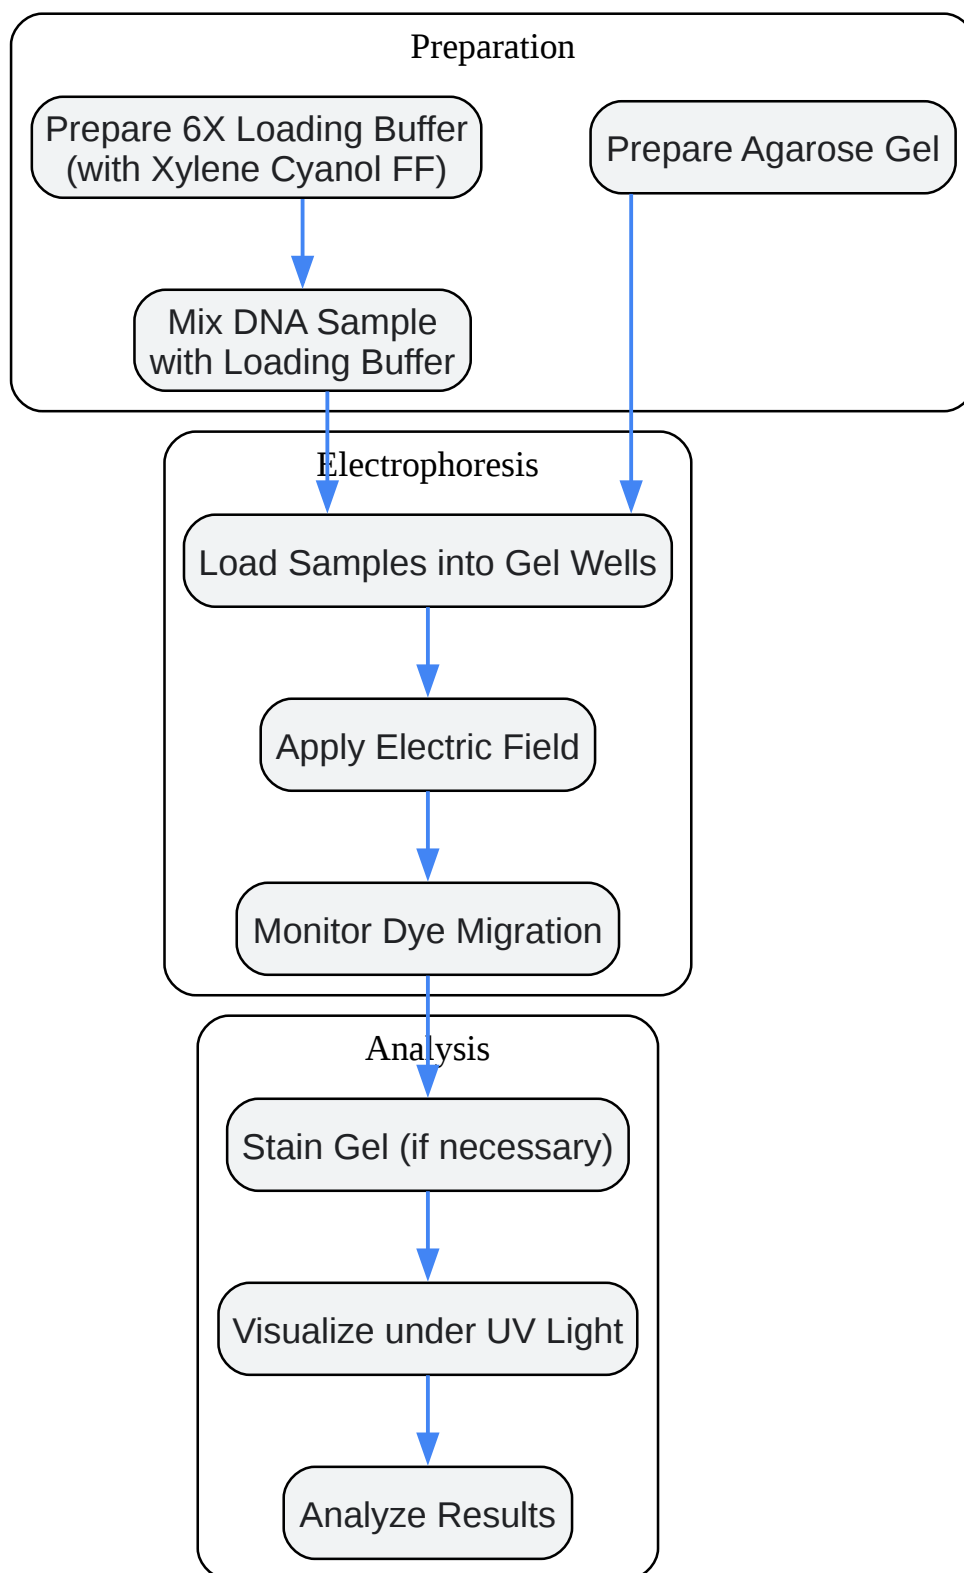 Preparation
Prepare 6X Loading Buffer
(with Xylene Cyanol FF)
Prepare Agarose Gel
Mix DNA Sample
with Loading Buffer
Electrophoresis
Load Samples into Gel Wells
Apply Electric Field
Monitor Dye Migration
Analysis
Stain Gel (if necessary)
Visualize under UV Light
Analyze Results